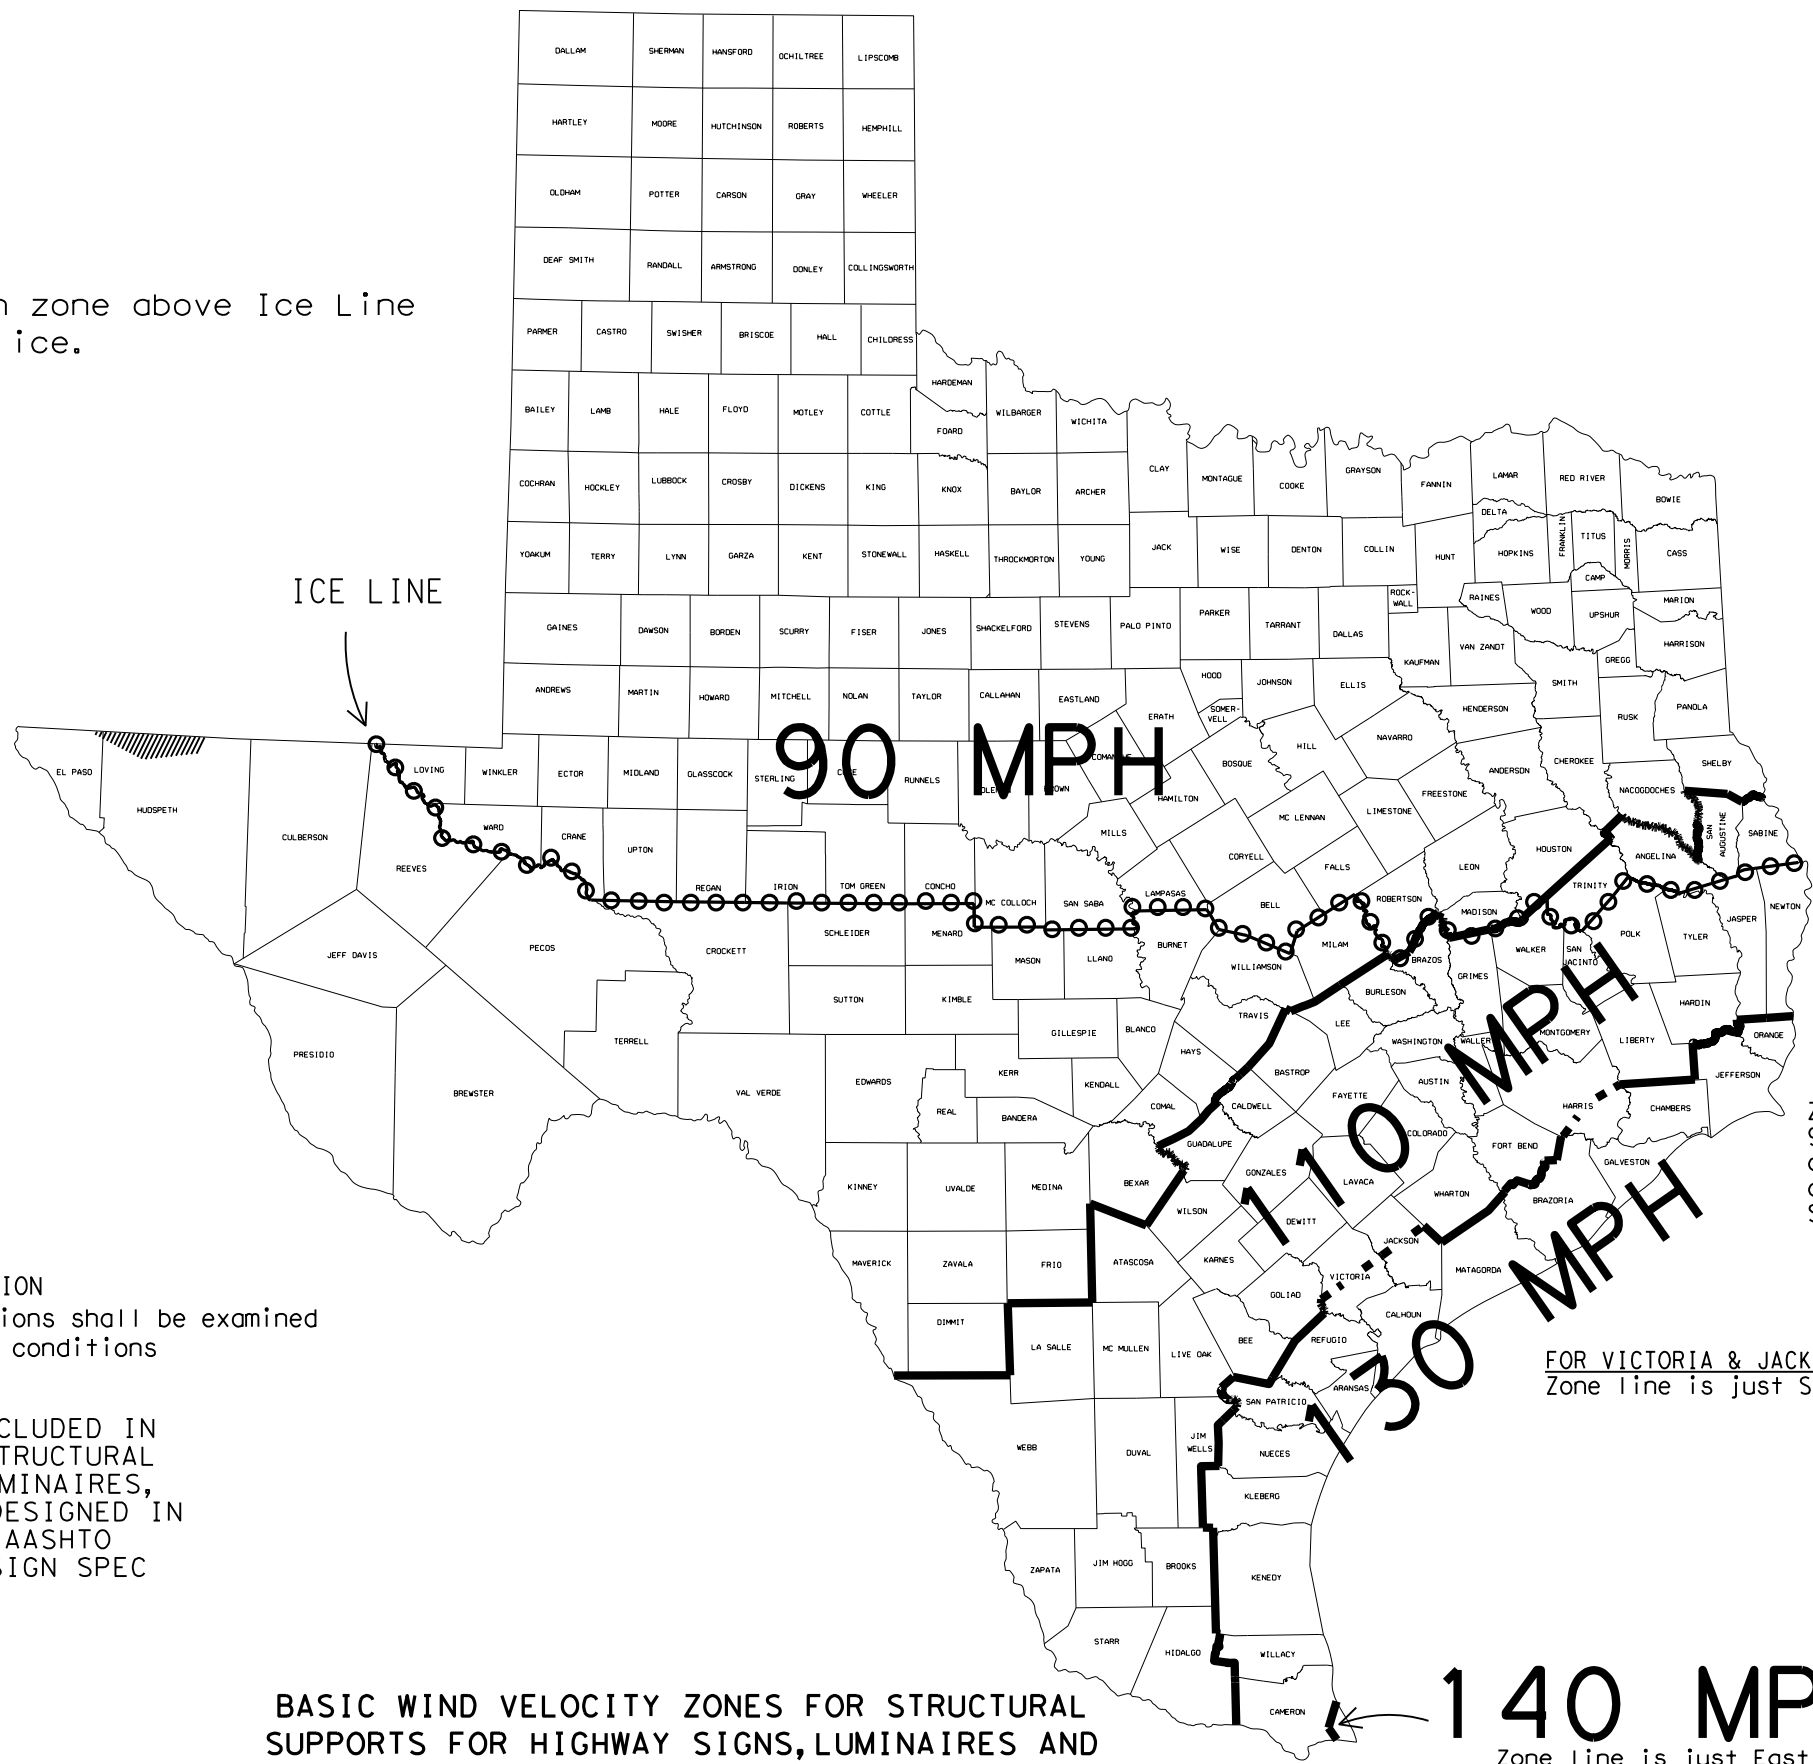 DALLAM SHERMAN HANSFORD OCHILTREE LIPSCOMB
HARTLEY MOORE HUTCHINSON ROBERTS HEMPHILL
OLDHAM POTTER CARSON GRAY WHEELER
DEAF SMITH RANDALL ARMSTRONG DONLEY COLLINGSWORTH
n zone above Ice Line
ice.
PARMER CASTRO SWISHER BRISCOE HALL CHILDRESS
HARDEMAN
BAILEY LAMB HALE FLOYD MOTLEY COTTLE FOARD WILBARGER WICHITA
COCHRAN HOCKLEY LUBBOCK CROSBY DICKENS KING KNOX BAYLOR ARCHER CLAY MONTAGUE COOKE GRAYSON FANNIN LAMAR RED RIVER BOWIE
DELTA
YOAKUM TERRY LYNN GARZA KENT STONEWALL HASKELL THROCKMORTON YOUNG JACK WISE DENTON COLLIN HUNT HOPKINS FRANKLIN TITUS MORRIS CASS
CAMP
ICE LINE
ROCK-
WALL
RAINES WOOD UPSHUR MARION
GAINES DAWSON BORDEN SCURRY FISER JONES SHACKELFORD STEVENS PALO PINTO PARKER TARRANT DALLAS KAUFMAN VAN ZANDT HARRISON
GREGG
ANDREWS MARTIN HOWARD MITCHELL NOLAN TAYLOR CALLAHAN EASTLAND ERATH HOOD JOHNSON ELLIS HENDERSON SMITH RUSK PANOLA
SOMER-
VELL
90 MPH
EL PASO HUDSPETH CULBERSON LOVING WINKLER ECTOR MIDLAND GLASSCOCK STERLING RUNNELS HAMILTON BOSQUE HILL NAVARRO ANDERSON CHEROKEE SHELBY
NACOGDOCHES
REEVES WARD CRANE UPTON MILLS CORYELL MC LENNAN LIMESTONE FREESTONE HOUSTON ANGELINA SAN
AUGUSTINE
SABINE
REGAN IRION TOM GREEN CONCHO MC COLLOCH SAN SABA LAMPASAS BELL FALLS ROBERTSON LEON MADISON TRINITY JASPER NEWTON
JEFF DAVIS PECOS CROCKETT SCHLEIDER MENARD MASON LLANO BURNET WILLIAMSON MILAM BRAZOS WALKER SAN
JACINTO
POLK TYLER
SUTTON KIMBLE BURLESON GRIMES HARDIN
PRESIDIO BREWSTER TERRELL VAL VERDE EDWARDS GILLESPIE BLANCO TRAVIS LEE WASHINGTON WALLER MONTGOMERY LIBERTY ORANGE
KERR KENDALL HAYS BASTROP FAYETTE AUSTIN HARRIS JEFFERSON
REAL BANDERA COMAL CALDWELL COLORADO CHAMBERS
110 MPH
KINNEY UVALDE MEDINA BEXAR GUADALUPE GONZALES LAVACA FORT BEND GALVESTON
WILSON DEWITT WHARTON BRAZORIA
MAVERICK ZAVALA FRIO ATASCOSA KARNES JACKSON MATAGORDA
VICTORIA
GOLIAD
DIMMIT LA SALLE MC MULLEN LIVE OAK BEE REFUGIO CALHOUN
130 MPH
ION
ions shall be examined
conditions
FOR VICTORIA & JACK
Zone line is just S
ARANSAS
SAN PATRICIO
CLUDED IN
TRUCTURAL
MINAIRES,
DESIGNED IN
AASHTO
SIGN SPEC
WEBB DUVAL JIM
WELLS
NUECES
KLEBERG
ZAPATA JIM HOGG BROOKS KENEDY
STARR HIDALGO WILLACY
CAMERON
140 MP
Zone line is just East
BASIC WIND VELOCITY ZONES FOR STRUCTURAL
SUPPORTS FOR HIGHWAY SIGNS, LUMINAIRES AND